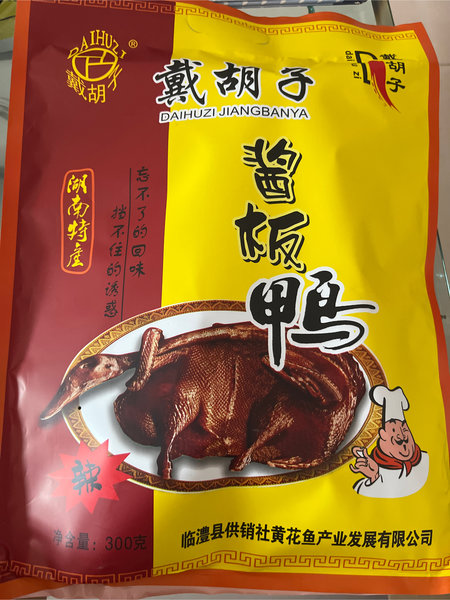 DAIHUZI
戴胡子
®
戴胡子
DAIHUZI JIANGBANYA
戴胡子
湖南特产
忘不了的回味
挡不住的诱惑
酱板鸭
辣
净含量：300克
临澧县供销社黄花鱼产业发展有限公司